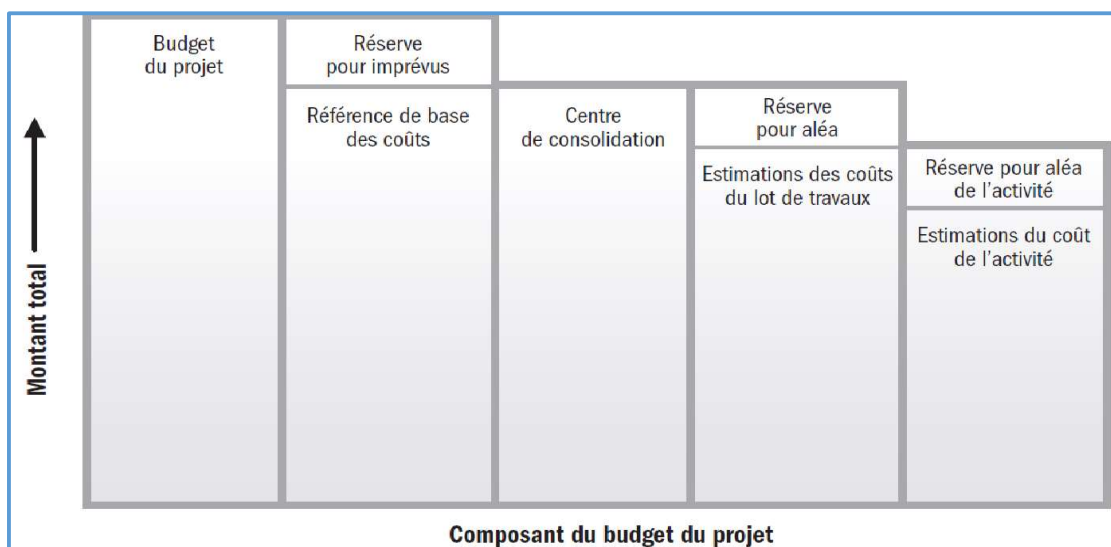 Budget
du projet
Réserve
pour imprévus
Référence de base
des coûts
Centre
de consolidation
Réserve
pour aléa
Estimations des coûts
du lot de travaux
Réserve pour aléa
de l'activité
Estimations du coût
de l'activité
Montant total
Composant du budget du projet